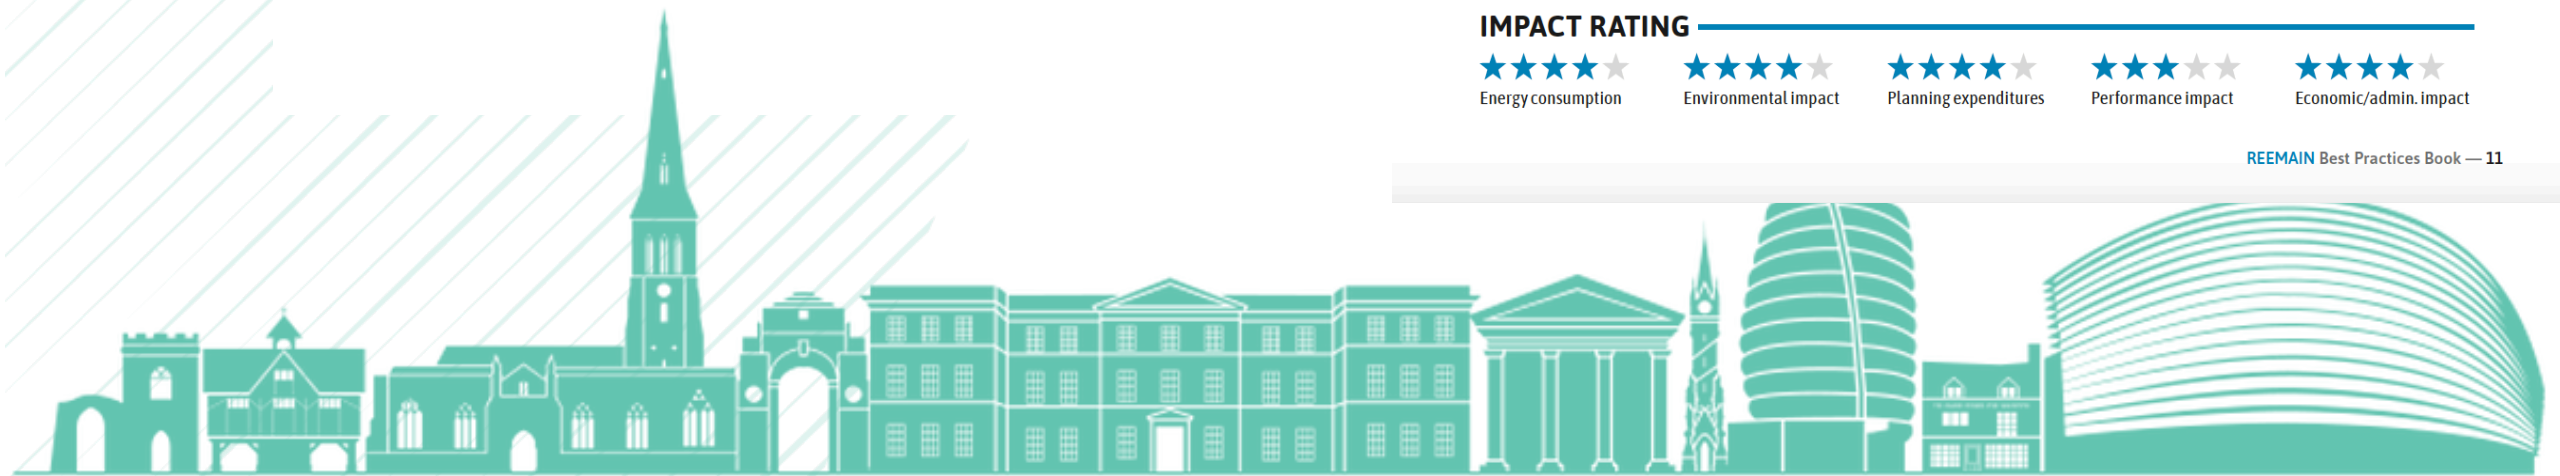 IMPACT RATING
Energy consumption Environmental impact Planning expenditures Performance impact Economic/admin. impact
REEMAIN Best Practices Book — 11